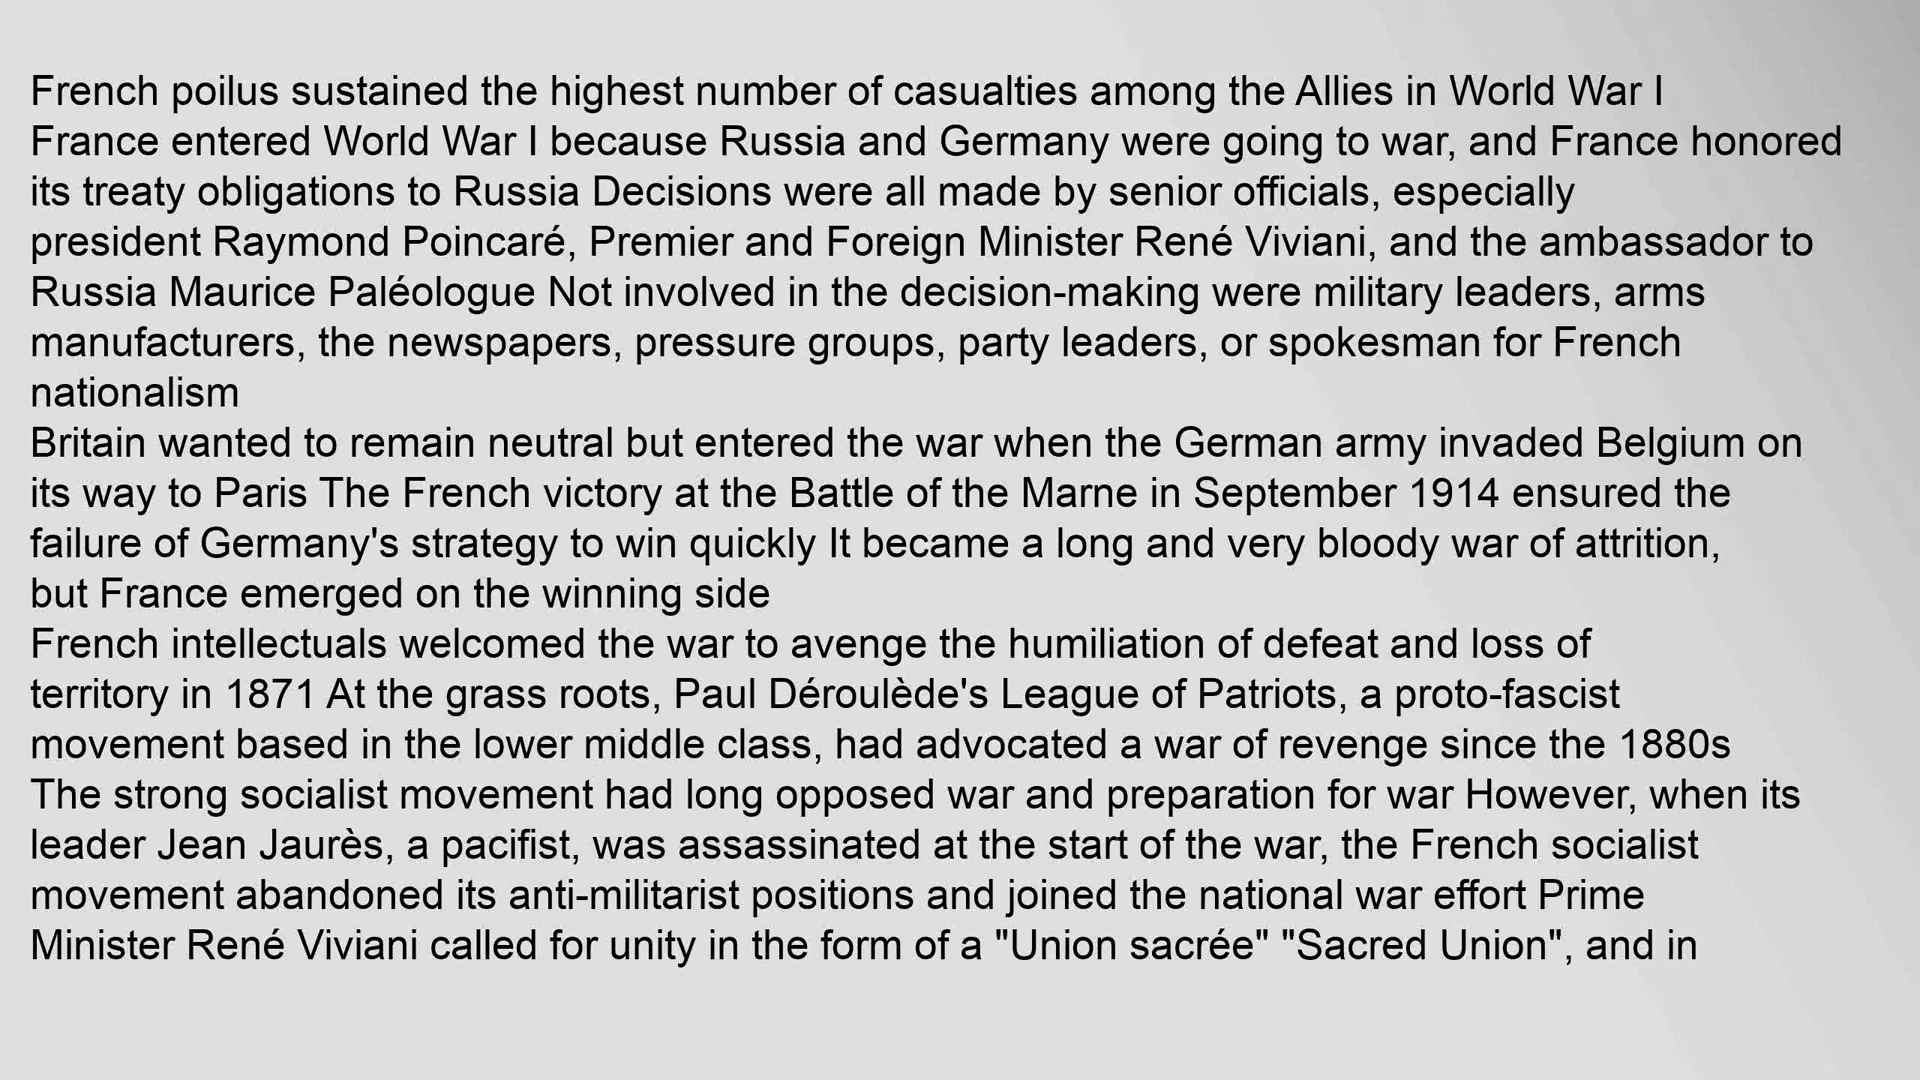 French poilus sustained the highest number of casualties among the Allies in World War I
France entered World War I because Russia and Germany were going to war, and France honored
its treaty obligations to Russia Decisions were all made by senior officials, especially
president Raymond Poincaré, Premier and Foreign Minister René Viviani, and the ambassador to
Russia Maurice Paléologue Not involved in the decision-making were military leaders, arms
manufacturers, the newspapers, pressure groups, party leaders, or spokesman for French
nationalism
Britain wanted to remain neutral but entered the war when the German army invaded Belgium on
its way to Paris The French victory at the Battle of the Marne in September 1914 ensured the
failure of Germany's strategy to win quickly It became a long and very bloody war of attrition,
but France emerged on the winning side
French intellectuals welcomed the war to avenge the humiliation of defeat and loss of
territory in 1871 At the grass roots, Paul Déroulède's League of Patriots, a proto-fascist
movement based in the lower middle class, had advocated a war of revenge since the 1880s
The strong socialist movement had long opposed war and preparation for war However, when its
leader Jean Jaurès, a pacifist, was assassinated at the start of the war, the French socialist
movement abandoned its anti-militarist positions and joined the national war effort Prime
Minister René Viviani called for unity in the form of a "Union sacrée" "Sacred Union", and in